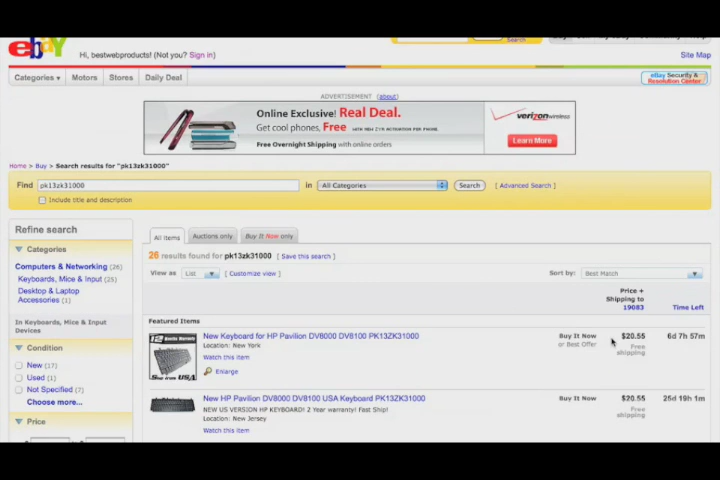 ebay
Search
Hi, bestwebproducts! (Not you? Sign in)
Site Map
Categories
Motors
Stores
Daily Deal
eBay Security &
Resolution Center
ADVERTISEMENT (about)
Online Exclusive! Real Deal.
Get cool phones, Free WITH NEW 2 YR ACTIVATION PER PHONE.
Free Overnight Shipping with online orders
verizon wireless
Learn More
Home > Buy > Search results for "pk13zk31000"
Find pk13zk31000 in All Categories Search [ Advanced Search ]
Include title and description
Refine search
Categories
Computers & Networking (26)
Keyboards, Mice & Input (25)
Desktop & Laptop
Accessories (1)
In Keyboards, Mice & Input
Devices
Condition
New (17)
Used (1)
Not Specified (7)
Choose more...
Price
All Items
Auctions only
Buy It Now only
26 results found for pk13zk31000 [ Save this search ]
View as List [ Customize view ]
Sort by: Best Match
Price +
Shipping to
19083
Time Left
Featured Items
New Keyboard for HP Pavilion DV8000 DV8100 PK13ZK31000
Location: New York
Watch this item
Enlarge
Buy It Now
or Best Offer
$20.55
Free
shipping
6d 7h 57m
New HP Pavilion DV8000 DV8100 USA Keyboard PK13ZK31000
NEW US VERSION HP KEYBOARD! 2 Year warranty! Fast Ship!
Location: New Jersey
Watch this item
Buy It Now
$20.55
Free
shipping
25d 19h 1m